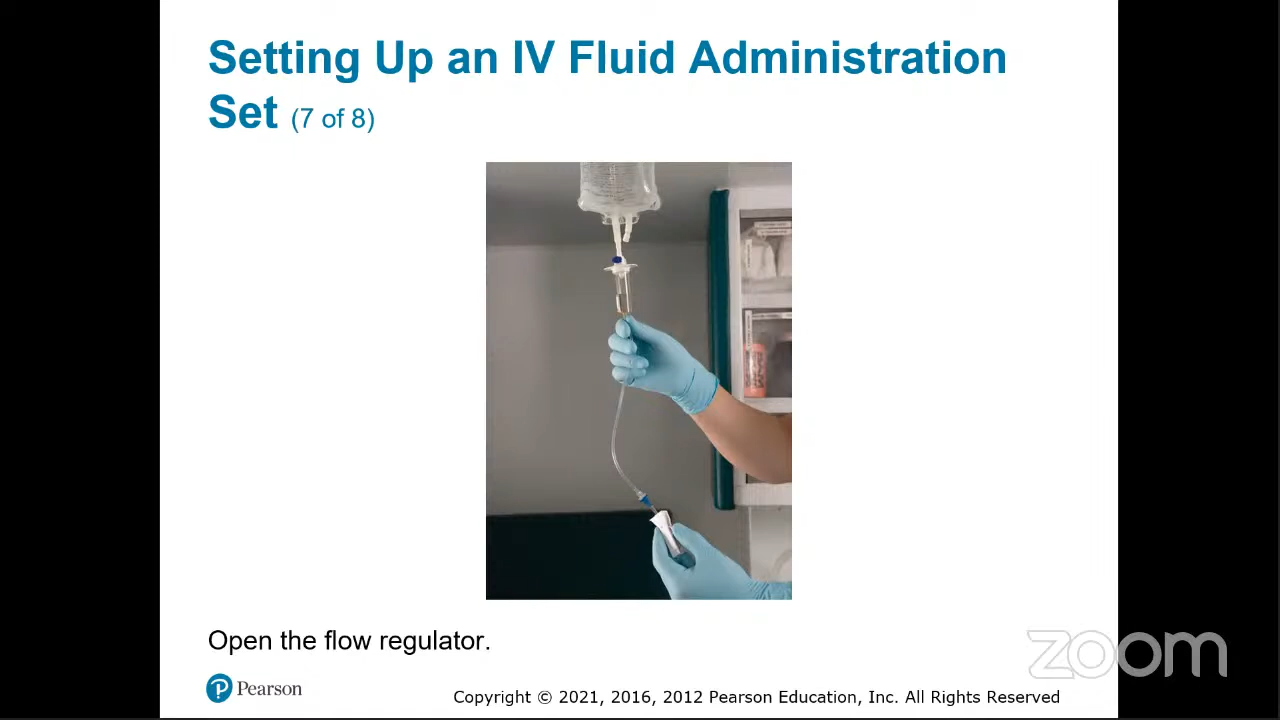 Setting Up an IV Fluid Administration
Set (7 of 8)
Open the flow regulator.
zoom
Pearson
Copyright © 2021, 2016, 2012 Pearson Education, Inc. All Rights Reserved